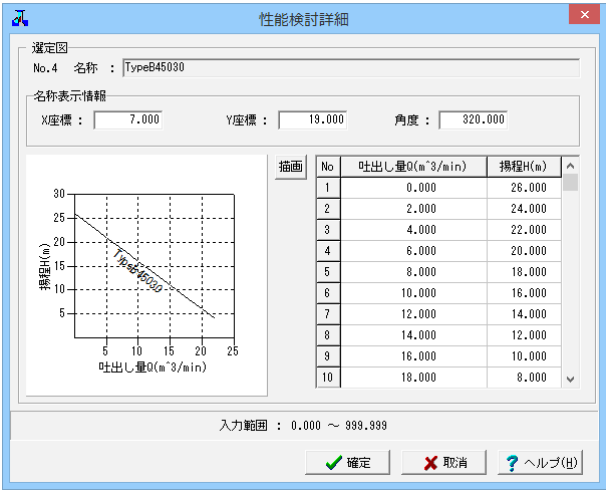 性能検討詳細
選定図
No.4 名称 : TypeB45030
名称表示情報
X座標 : 7.000 Y座標 : 19.000 角度 : 320.000
描画
No 吐出し量Q(m^3/min) 揚程H(m)
1 0.000 26.000
2 2.000 24.000
3 4.000 22.000
4 6.000 20.000
5 8.000 18.000
6 10.000 16.000
7 12.000 14.000
8 14.000 12.000
9 16.000 10.000
10 18.000 8.000
揚程H(m)
30
25
20
15
10
5
TypeB45030
5 10 15 20 25
吐出し量Q(m^3/min)
入力範囲 : 0.000 ～ 999.999
確定 取消 ヘルプ(H)